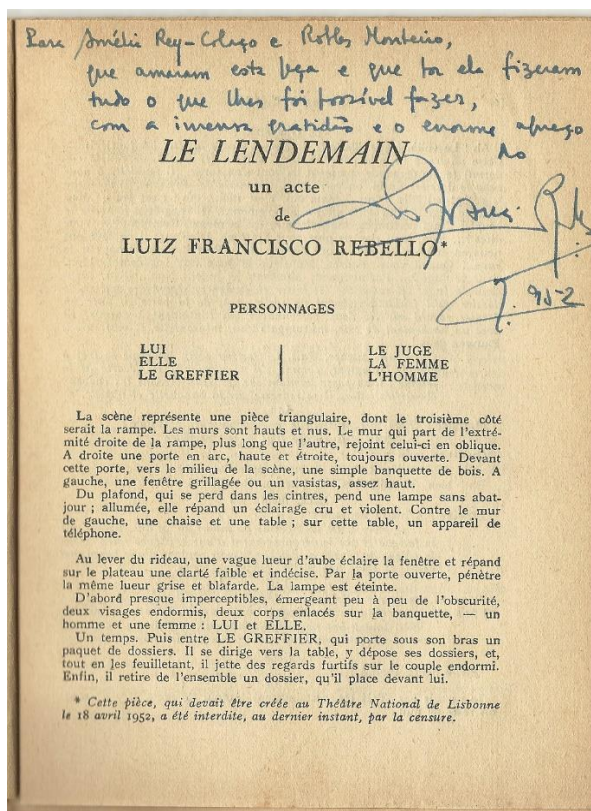 Para Amélia Rey-Colaço e Robles Monteiro,
que amaram esta peça e que por ela fizeram
tudo o que lhes foi possível fazer,
com a imensa gratidão e o enorme apreço
do
LE LENDEMAIN
un acte
de
LUIZ FRANCISCO REBELLO*
952
PERSONNAGES
LUI
ELLE
LE GREFFIER
LE JUGE
LA FEMME
L'HOMME
La scène représente une pièce triangulaire, dont le troisième côté
serait la rampe. Les murs sont hauts et nus. Le mur qui part de l'extré-
mité droite de la rampe, plus long que l'autre, rejoint celui-ci en oblique.
A droite une porte en arc, haute et étroite, toujours ouverte. Devant
cette porte, vers le milieu de la scène, une simple banquette de bois. A
gauche, une fenêtre grillagée ou un vasistas, assez haut.
Du plafond, qui se perd dans les cintres, pend une lampe sans abat-
jour ; allumée, elle répand un éclairage cru et violent. Contre le mur
de gauche, une chaise et une table ; sur cette table, un appareil de
téléphone.
Au lever du rideau, une vague lueur d'aube éclaire la fenêtre et répand
sur le plateau une clarté faible et indécise. Par la porte ouverte, pénètre
la même lueur grise et blafarde. La lampe est éteinte.
D'abord presque imperceptibles, émergeant peu à peu de l'obscurité,
deux visages endormis, deux corps enlacés sur la banquette, — un
homme et une femme : LUI et ELLE.
Un temps. Puis entre LE GREFFIER, qui porte sous son bras un
paquet de dossiers. Il se dirige vers la table, y dépose ses dossiers, et,
tout en les feuilletant, il jette des regards furtifs sur le couple endormi.
Enfin, il retire de l'ensemble un dossier, qu'il place devant lui.
* Cette pièce, qui devait être créée au Théâtre National de Lisbonne
le 18 avril 1952, a été interdite, au dernier instant, par la censure.